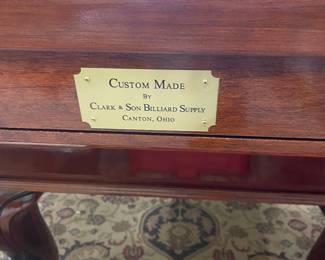 Custom Made
By
Clark & Son Billiard Supply
Canton, Ohio